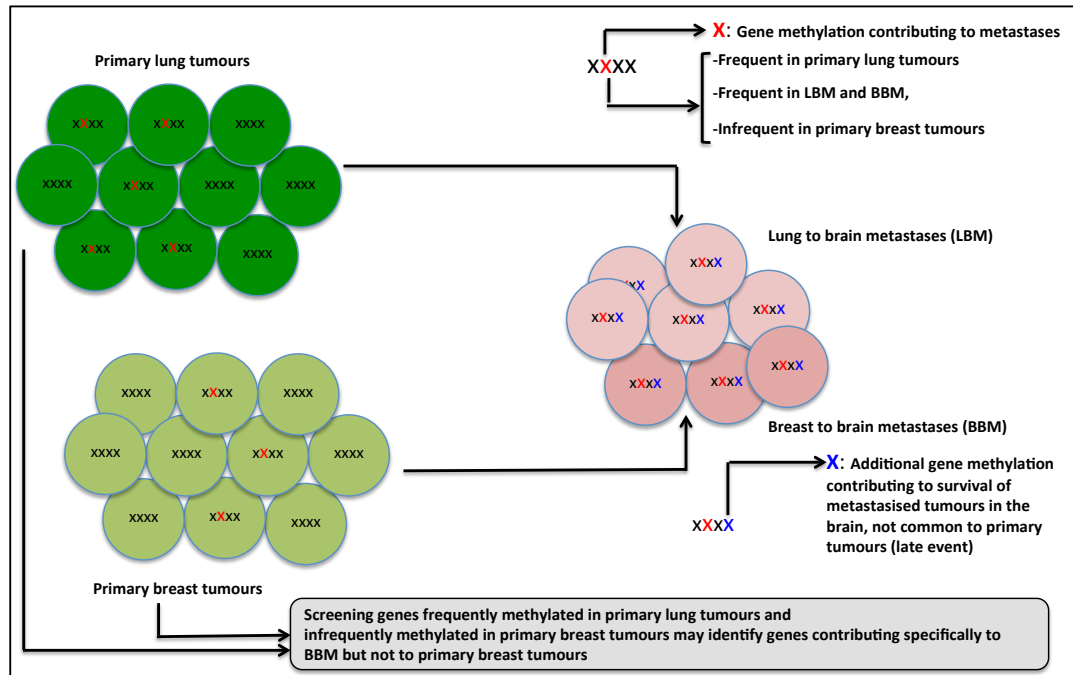 Primary lung tumours
X: Gene methylation contributing to metastases
xXxx
-Frequent in primary lung tumours
-Frequent in LBM and BBM,
-Infrequent in primary breast tumours
xXxx xXxx xxxx
xxxx xXxx xxxx xxxx
xXxx xXxx xxxx
Lung to brain metastases (LBM)
xXxX
xX
xXxX xXxX xXxX
xXxX xXxX xXxX
xxxx xXxx xxxx
xxxx xxxx xXxx xxxx
xxxx xXxx xxxx
Breast to brain metastases (BBM)
X: Additional gene methylation
contributing to survival of
metastasised tumours in the
brain, not common to primary
tumours (late event)
xXxX
Primary breast tumours
Screening genes frequently methylated in primary lung tumours and
infrequently methylated in primary breast tumours may identify genes contributing specifically to
BBM but not to primary breast tumours